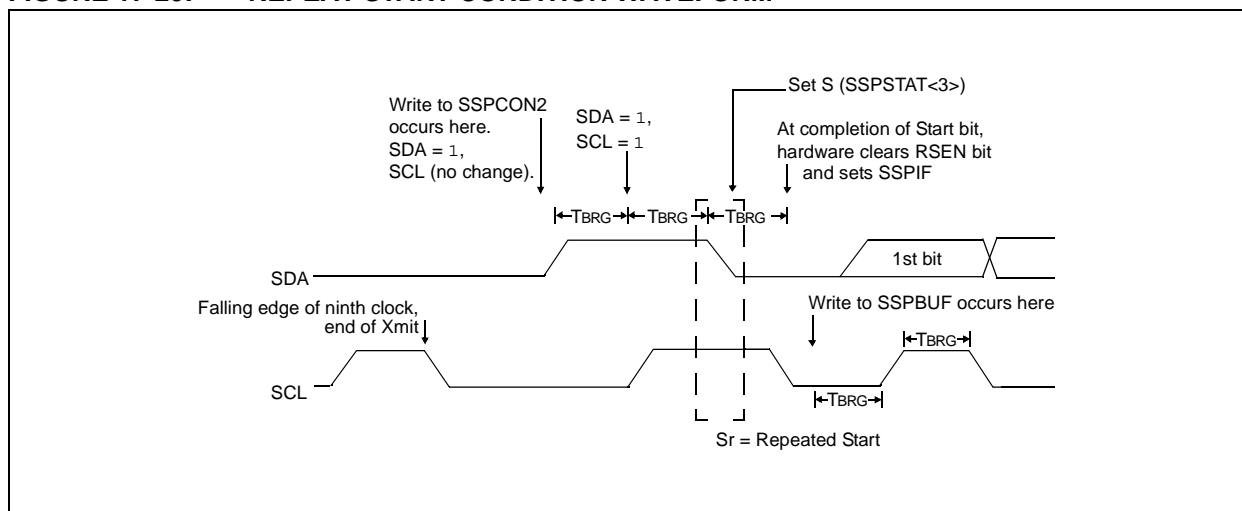 Set S (SSPSTAT<3>)
Write to SSPCON2
occurs here.
SDA = 1,
SCL (no change).
SDA = 1,
SCL = 1
At completion of Start bit,
hardware clears RSEN bit
and sets SSPIF
TBRG
TBRG
TBRG
SDA
1st bit
Falling edge of ninth clock,
end of Xmit
Write to SSPBUF occurs here
TBRG
SCL
TBRG
Sr = Repeated Start